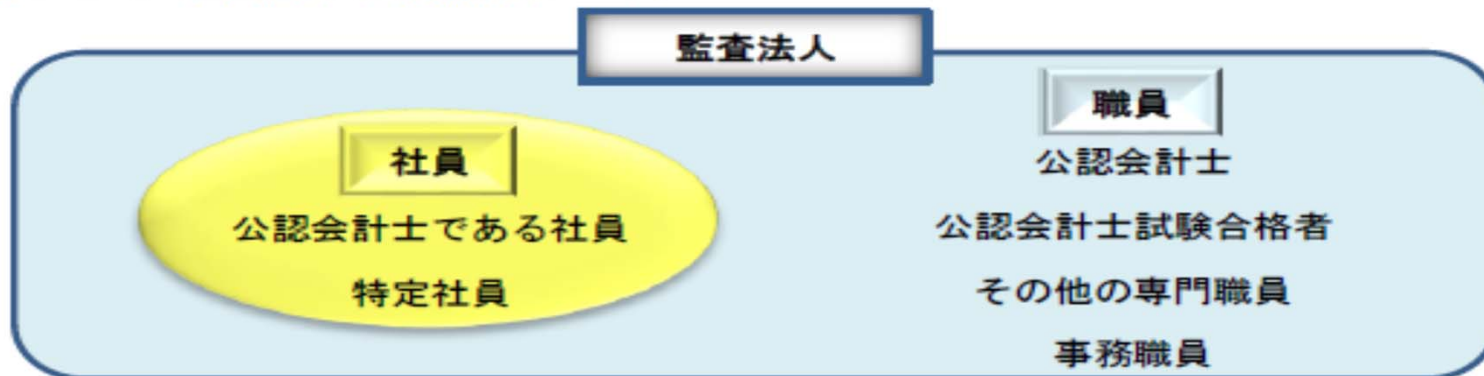 監査法人
社員
公認会計士である社員
特定社員
職員
公認会計士
公認会計士試験合格者
その他の専門職員
事務職員